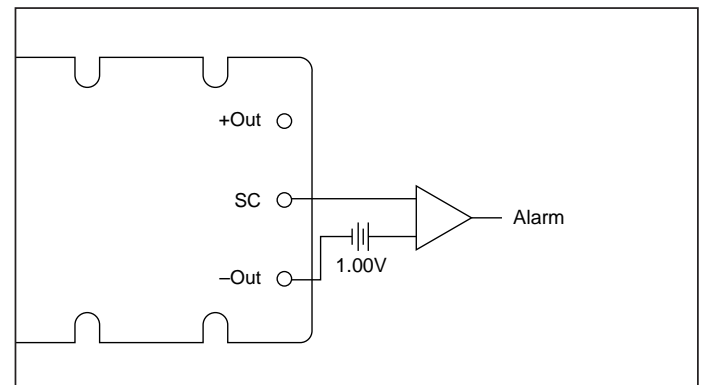 +Out
SC
Alarm
–Out
1.00V